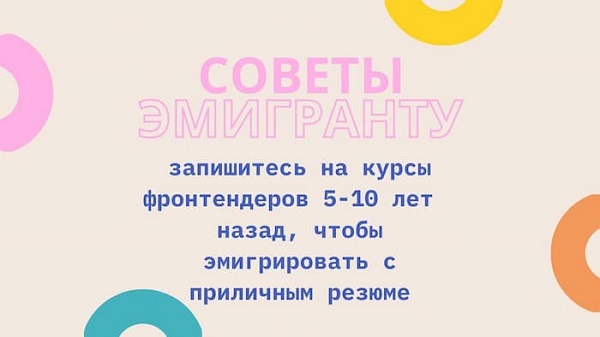 СОВЕТЫ
ЭМИГРАНТУ
запишитесь на курсы
фронтендеров 5-10 лет
назад, чтобы
эмигрировать с
приличным резюме